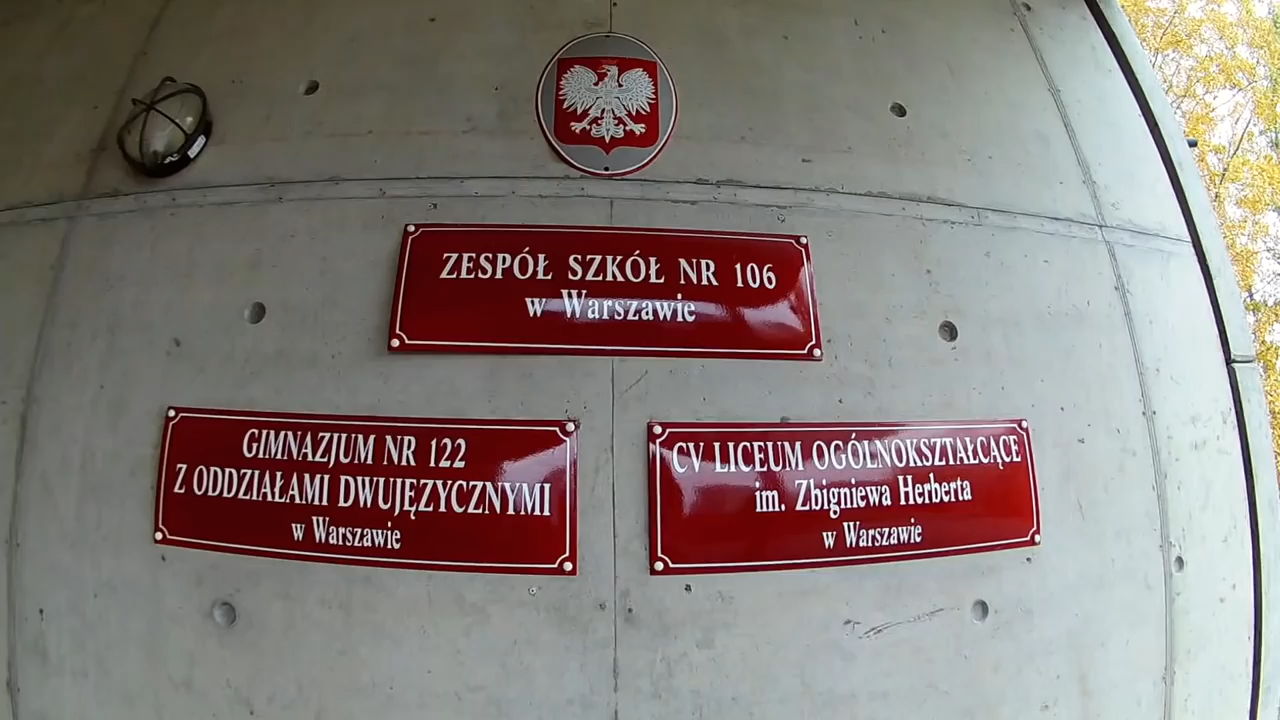 ZESPÓŁ SZKÓŁ NR 106
w Warszawie
GIMNAZJUM NR 122
Z ODDZIAŁAMI DWUJĘZYCZNYMI
w Warszawie
CV LICEUM OGÓLNOKSZTAŁCĄCE
im. Zbigniewa Herberta
w Warszawie